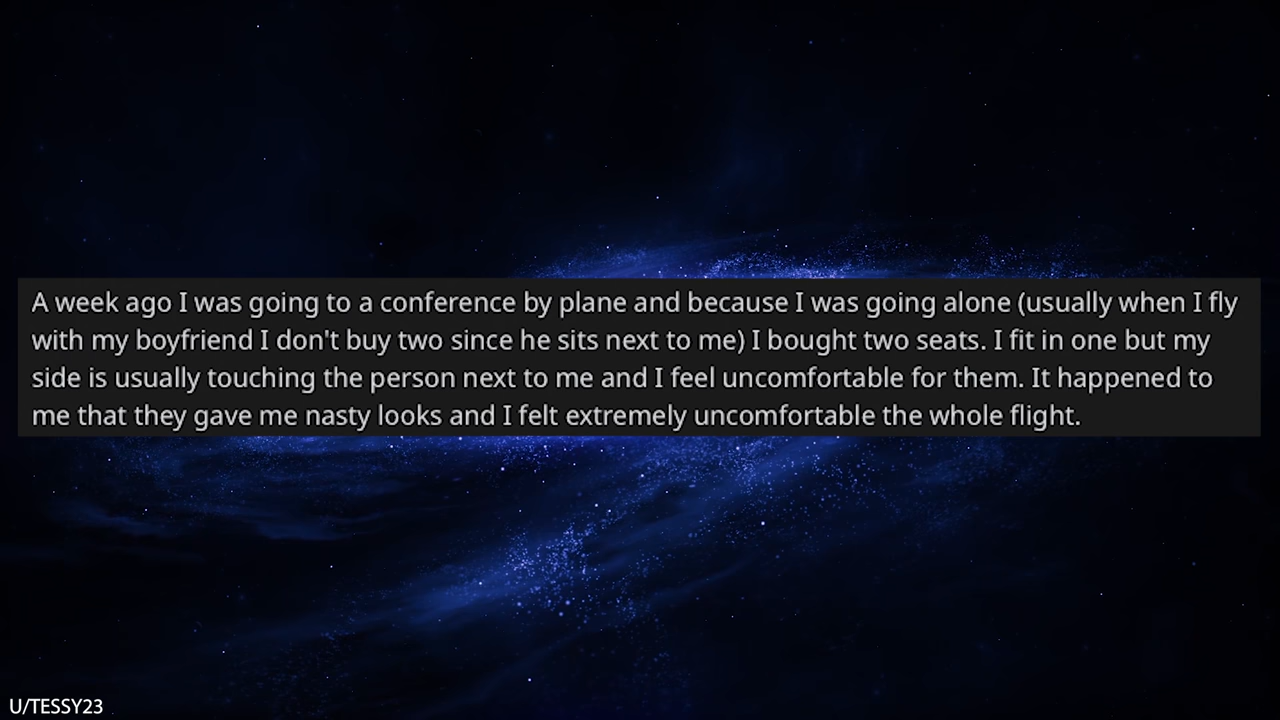 A week ago I was going to a conference by plane and because I was going alone (usually when I fly
with my boyfriend I don't buy two since he sits next to me) I bought two seats. I fit in one but my
side is usually touching the person next to me and I feel uncomfortable for them. It happened to
me that they gave me nasty looks and I felt extremely uncomfortable the whole flight.
U/TESSY23